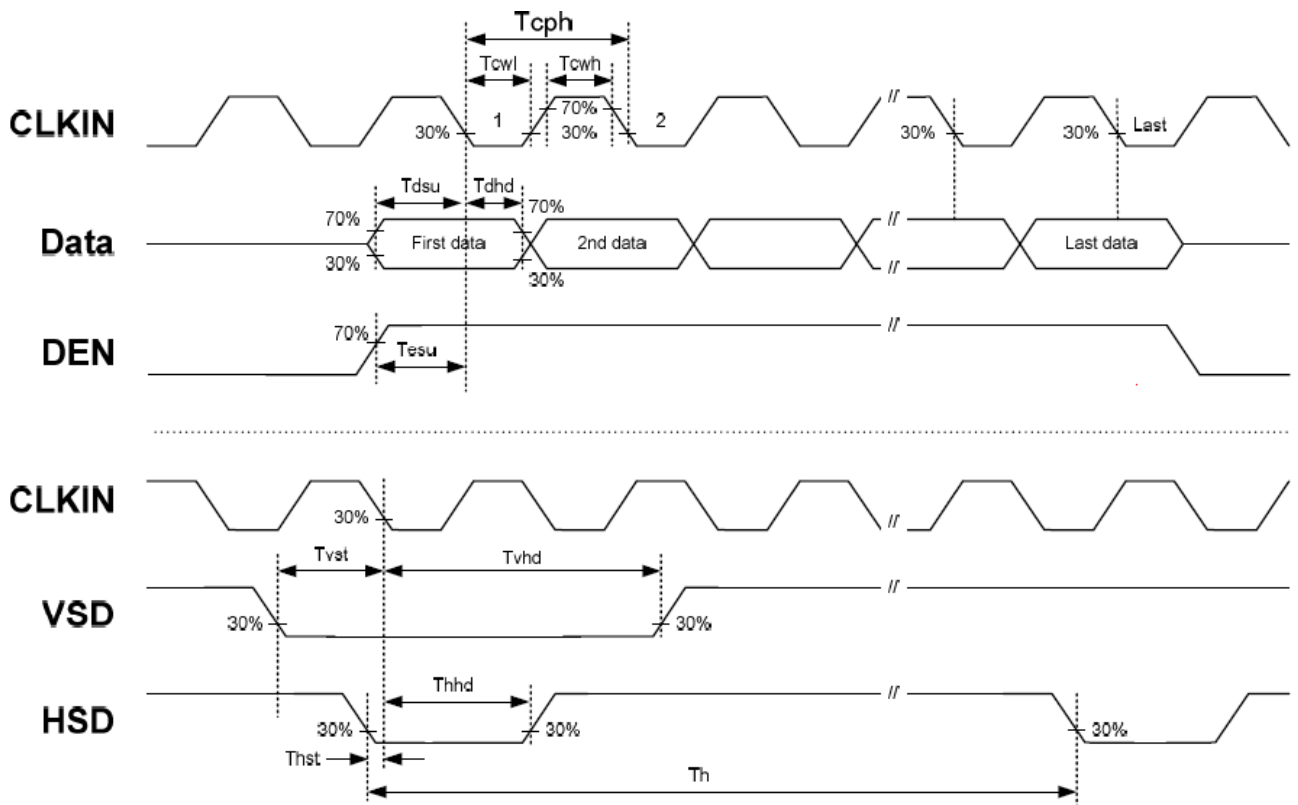 Tcph
Tcwl Tcwh
CLKIN 30% 1 70% 30% 2 // 30% 30% Last
Tdsu Tdhd
Data 70% 30% First data 70% 30% 2nd data // // Last data
DEN 70% Tesu //
CLKIN 30% //
Tvst Tvhd
VSD 30% 30% //
Thhd
HSD 30% 30% // 30%
Thst
Th